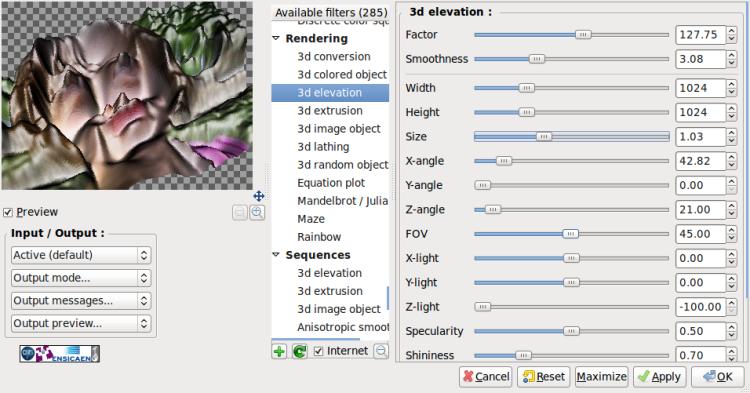 Available filters (285)
Discrete color squ
Rendering
3d conversion
3d colored object
3d elevation
3d extrusion
3d image object
3d lathing
3d random object
Equation plot
Mandelbrot / Julia
Maze
Rainbow
Sequences
3d elevation
3d extrusion
3d image object
Anisotropic smoot
Internet
Preview
Input / Output :
Active (default)
Output mode...
Output messages...
Output preview...
ENSICAEN
3d elevation :
Factor 127.75
Smoothness 3.08
Width 1024
Height 1024
Size 1.03
X-angle 42.82
Y-angle 0.00
Z-angle 21.00
FOV 45.00
X-light 0.00
Y-light 0.00
Z-light -100.00
Specularity 0.50
Shininess 0.70
Cancel Reset Maximize Apply OK